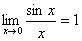 lim x→0 sin x / x = 1